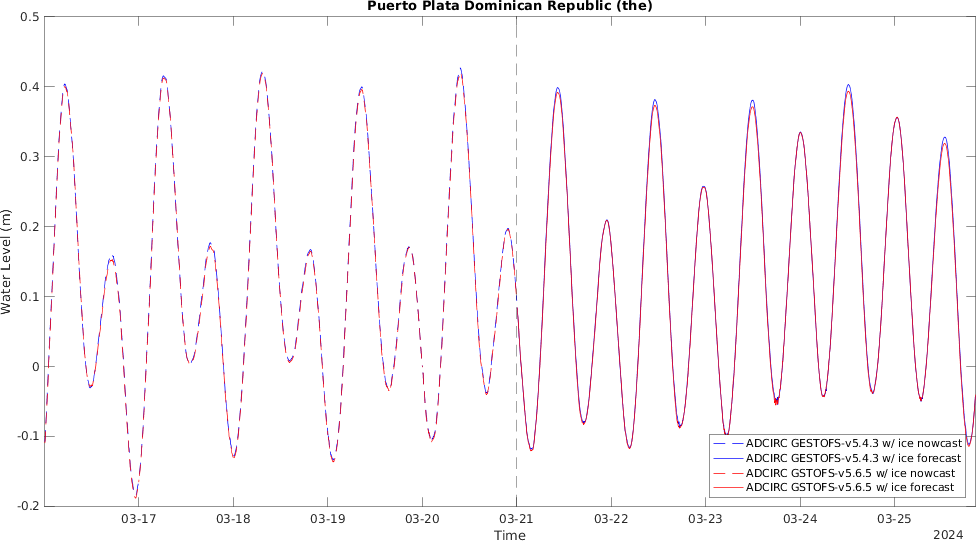 Puerto Plata Dominican Republic (the)
0.5
0.4
0.3
0.2
0.1
0
-0.1
-0.2
Water Level (m)
ADCIRC GESTOFS-v5.4.3 w/ ice nowcast
ADCIRC GESTOFS-v5.4.3 w/ ice forecast
ADCIRC GSTOFS-v5.6.5 w/ ice nowcast
ADCIRC GSTOFS-v5.6.5 w/ ice forecast
03-17 03-18 03-19 03-20 03-21 03-22 03-23 03-24 03-25
Time
2024